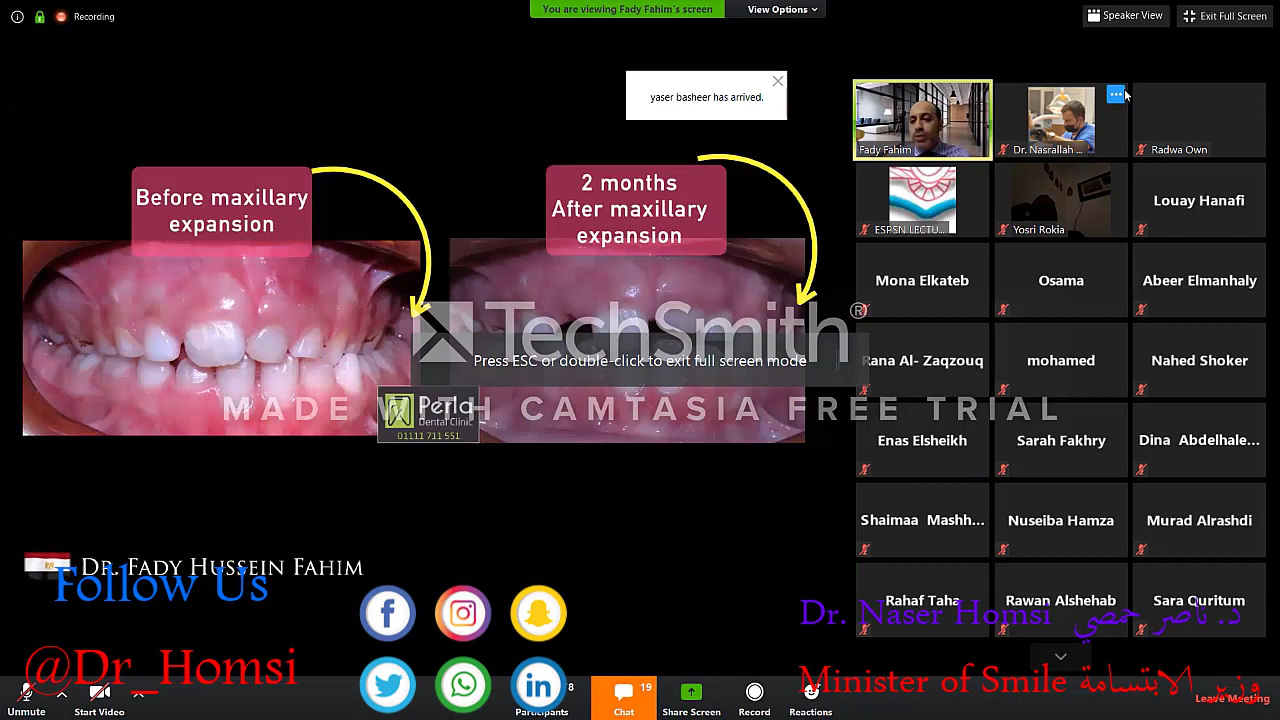 Recording
You are viewing Fady Fahim's screen
View Options
Speaker View
Exit Full Screen
yaser basheer has arrived.
Before maxillary
expansion
2 months
After maxillary
expansion
TechSmith®
Press ESC or double-click to exit full screen mode
MADE WITH CAMTASIA FREE TRIAL
Perla
Dental Clinic
01111 711 551
Fady Fahim
Dr. Nasrallah ...
Radwa Own
ESPSN LECTU...
Yosri Rokia
Louay Hanafi
Mona Elkateb
Osama
Abeer Elmanhaly
Rana Al- Zaqzouq
mohamed
Nahed Shoker
Enas Elsheikh
Sarah Fakhry
Dina Abdelhale...
Shaimaa Mashh...
Nuseiba Hamza
Murad Alrashdi
Rahaf Taha
Rawan Alshehab
Sara Quritum
Dr. Fady Hussein Fahim
Follow Us
@Dr_Homsi
Dr. Naser Homsi د. ناصر حمصي
Minister of Smile وزير الابتسامة
Unmute
Start Video
Participants
8
Chat
19
Share Screen
Record
Reactions
Leave Meeting